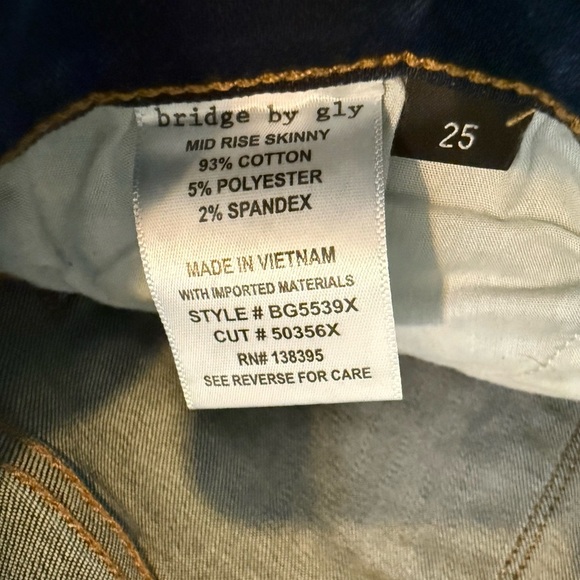 bridge by gly
MID RISE SKINNY
93% COTTON
5% POLYESTER
2% SPANDEX
MADE IN VIETNAM
WITH IMPORTED MATERIALS
STYLE # BG5539X
CUT # 50356X
RN# 138395
SEE REVERSE FOR CARE
25